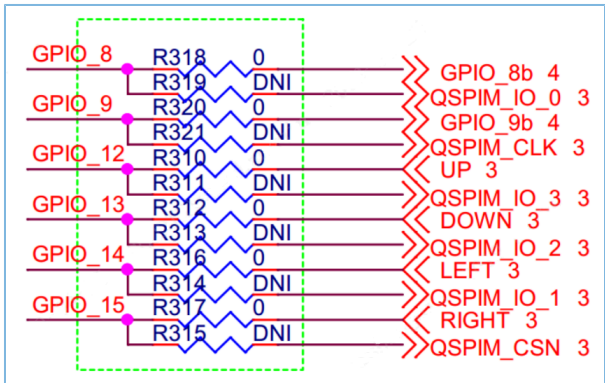 GPIO_8 R318 0 GPIO_8b 4
R319 DNI QSPIM_IO_0 3
GPIO_9 R320 0 GPIO_9b 4
R321 DNI QSPIM_CLK 3
GPIO_12 R310 0 UP 3
R311 DNI QSPIM_IO_3 3
GPIO_13 R312 0 DOWN 3
R313 DNI QSPIM_IO_2 3
GPIO_14 R316 0 LEFT 3
R314 DNI QSPIM_IO_1 3
GPIO_15 R317 0 RIGHT 3
R315 DNI QSPIM_CSN 3